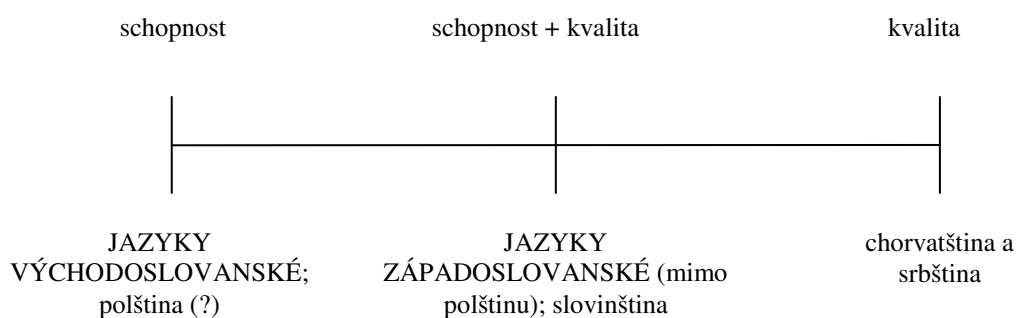 schopnost schopnost + kvalita kvalita
JAZYKY
VÝCHODOSLOVANSKÉ;
polština (?)
JAZYKY
ZÁPADOSLOVANSKÉ (mimo
polštinu); slovinština
chorvatština a
srbština